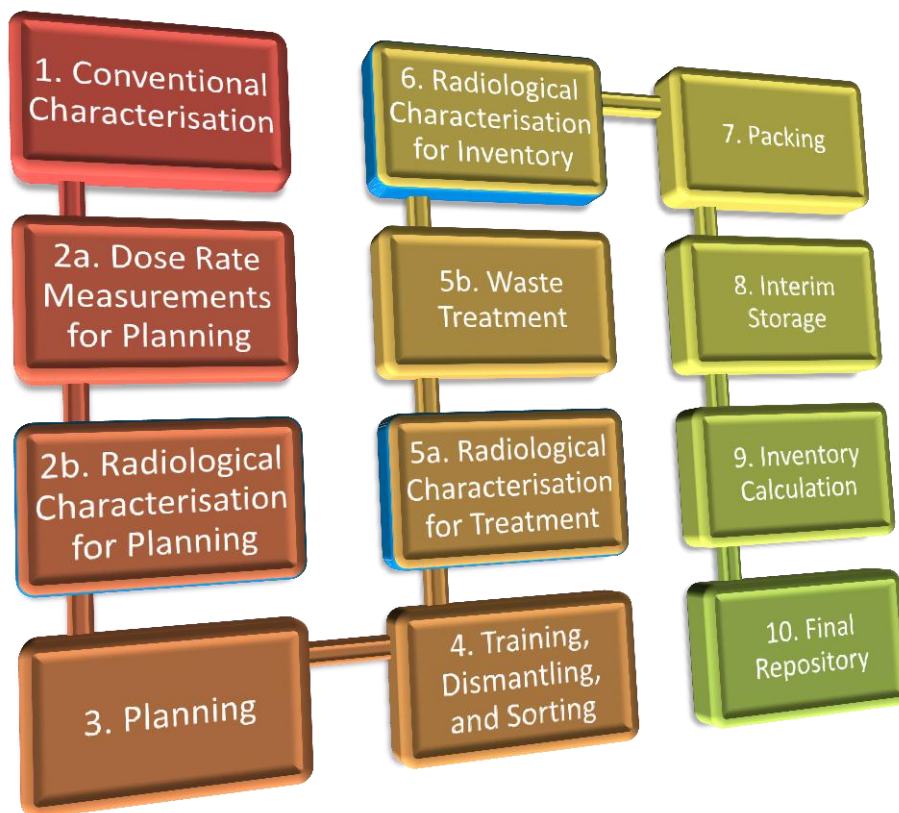 1. Conventional
Characterisation
2a. Dose Rate
Measurements
for Planning
2b. Radiological
Characterisation
for Planning
3. Planning
4. Training,
Dismantling,
and Sorting
5a. Radiological
Characterisation
for Treatment
5b. Waste
Treatment
6. Radiological
Characterisation
for Inventory
7. Packing
8. Interim
Storage
9. Inventory
Calculation
10. Final
Repository